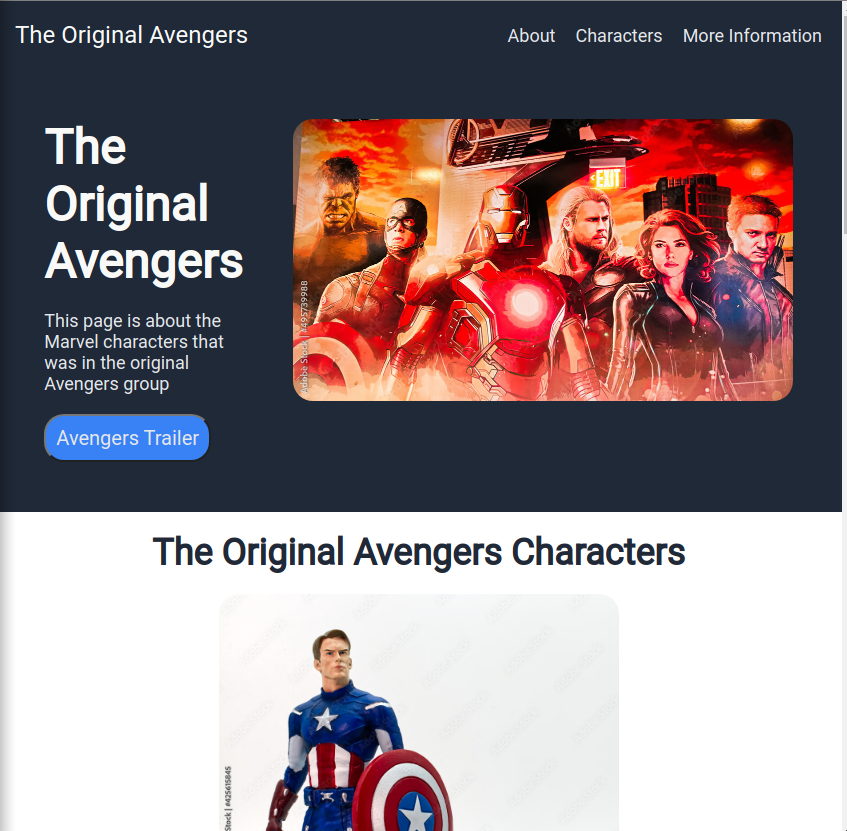 The Original Avengers
About Characters More Information
The
Original
Avengers
This page is about the
Marvel characters that
was in the original
Avengers group
Avengers Trailer
EXIT
Adobe Stock | #495739988
The Original Avengers Characters
Stock | #425615845